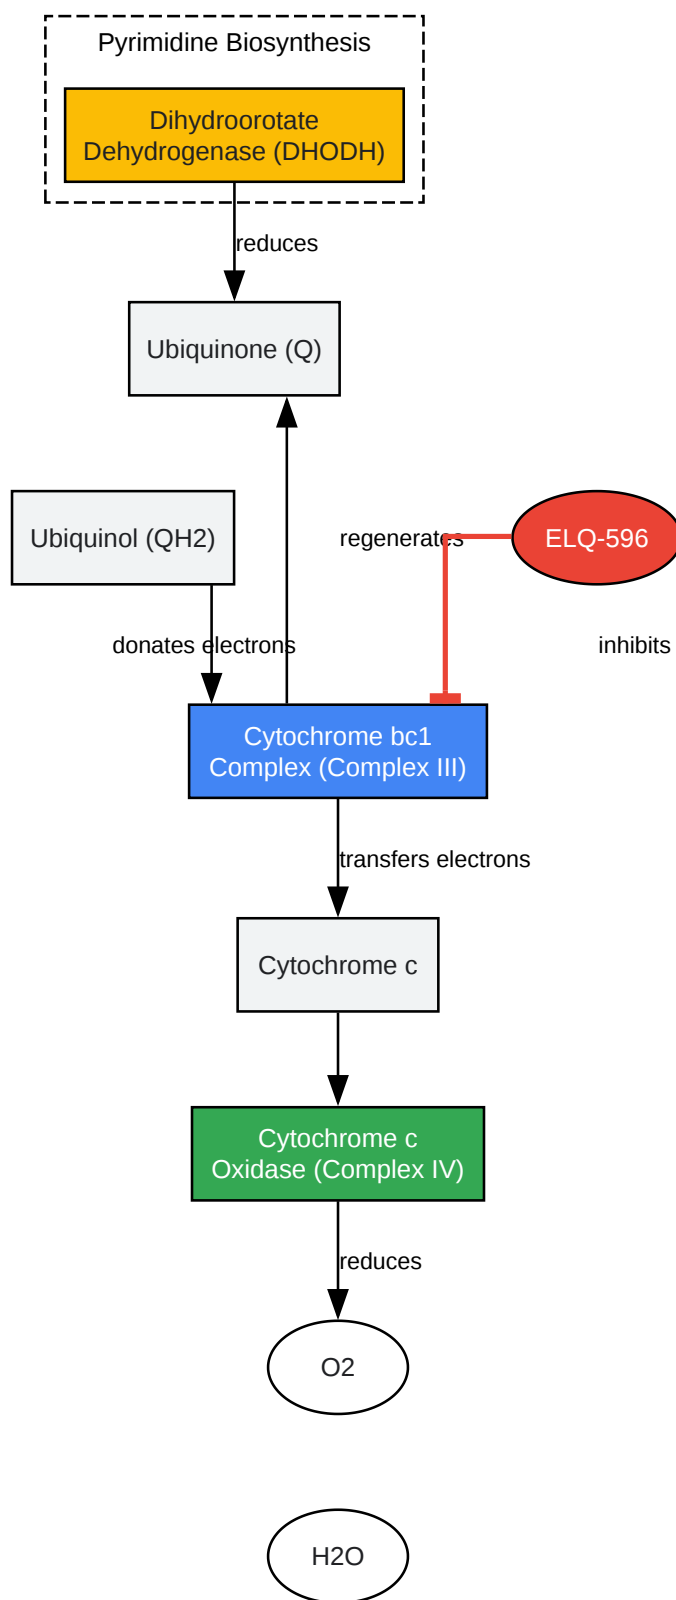 Pyrimidine Biosynthesis
Dihydroorotate
Dehydrogenase (DHODH)
reduces
Ubiquinone (Q)
Ubiquinol (QH2)
regenerates
ELQ-596
donates electrons
inhibits
Cytochrome bc1
Complex (Complex III)
transfers electrons
Cytochrome c
Cytochrome c
Oxidase (Complex IV)
reduces
O2
H2O